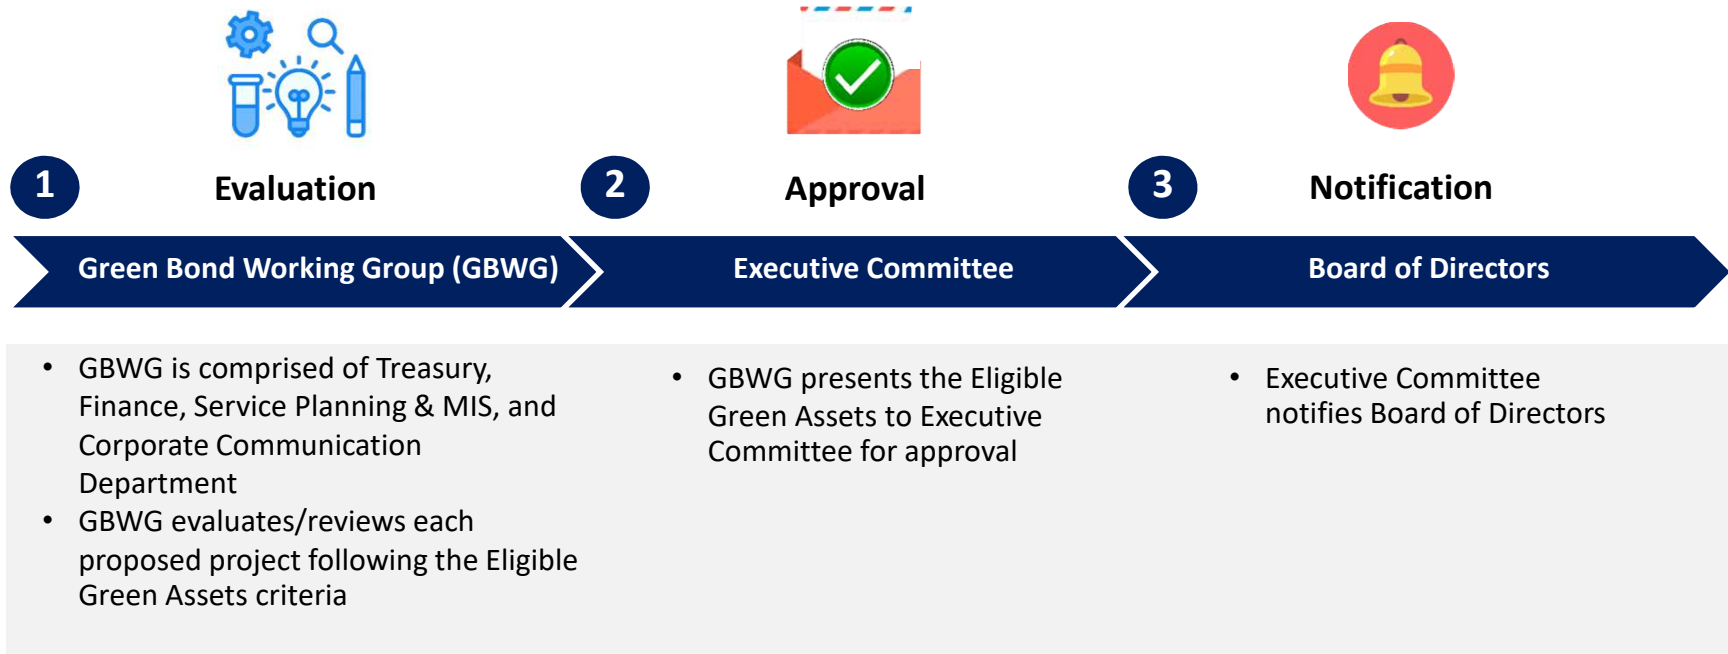 1
Evaluation
2
Approval
3
Notification
Green Bond Working Group (GBWG)
Executive Committee
Board of Directors
• GBWG is comprised of Treasury,
Finance, Service Planning & MIS, and
Corporate Communication
Department
• GBWG evaluates/reviews each
proposed project following the Eligible
Green Assets criteria
• GBWG presents the Eligible
Green Assets to Executive
Committee for approval
• Executive Committee
notifies Board of Directors